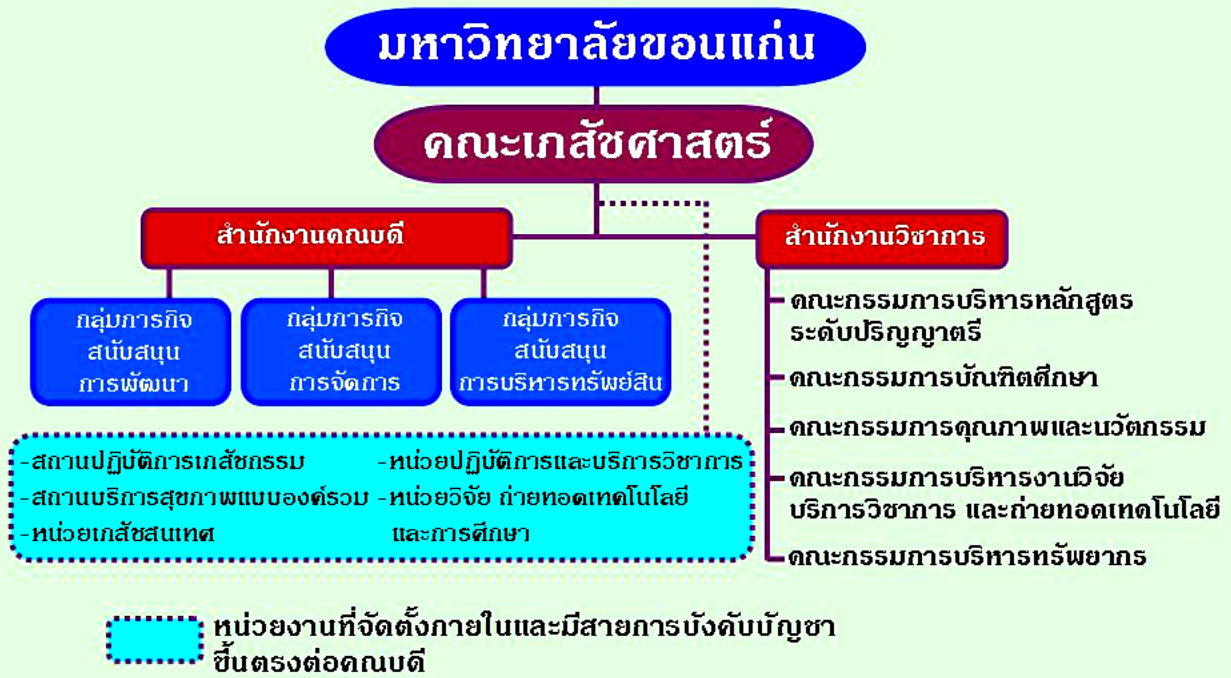 มหาวิทยาลัยขอนแก่น
คณะเภสัชศาสตร์
สำนักงานคณบดี
สำนักงานวิชาการ
กลุ่มภารกิจ
สนับสนุน
การพัฒนา
กลุ่มภารกิจ
สนับสนุน
การจัดการ
กลุ่มภารกิจ
สนับสนุน
การบริหารทรัพย์สิน
คณะกรรมการบริหารหลักสูตร
ระดับปริญญาตรี
คณะกรรมการบัณฑิตศึกษา
คณะกรรมการคุณภาพและนวัตกรรม
คณะกรรมการบริหารงานวิจัย
บริการวิชาการ และถ่ายทอดเทคโนโลยี
คณะกรรมการบริหารทรัพยากร
-สถานปฏิบัติการเภสัชกรรม
-สถานบริการสุขภาพแบบองค์รวม
-หน่วยเภสัชสนเทศ
-หน่วยปฏิบัติการและบริการวิชาการ
-หน่วยวิจัย ถ่ายทอดเทคโนโลยี
และการศึกษา
หน่วยงานที่จัดตั้งภายในและมีสายการบังคับบัญชา
ขึ้นตรงต่อคณบดี